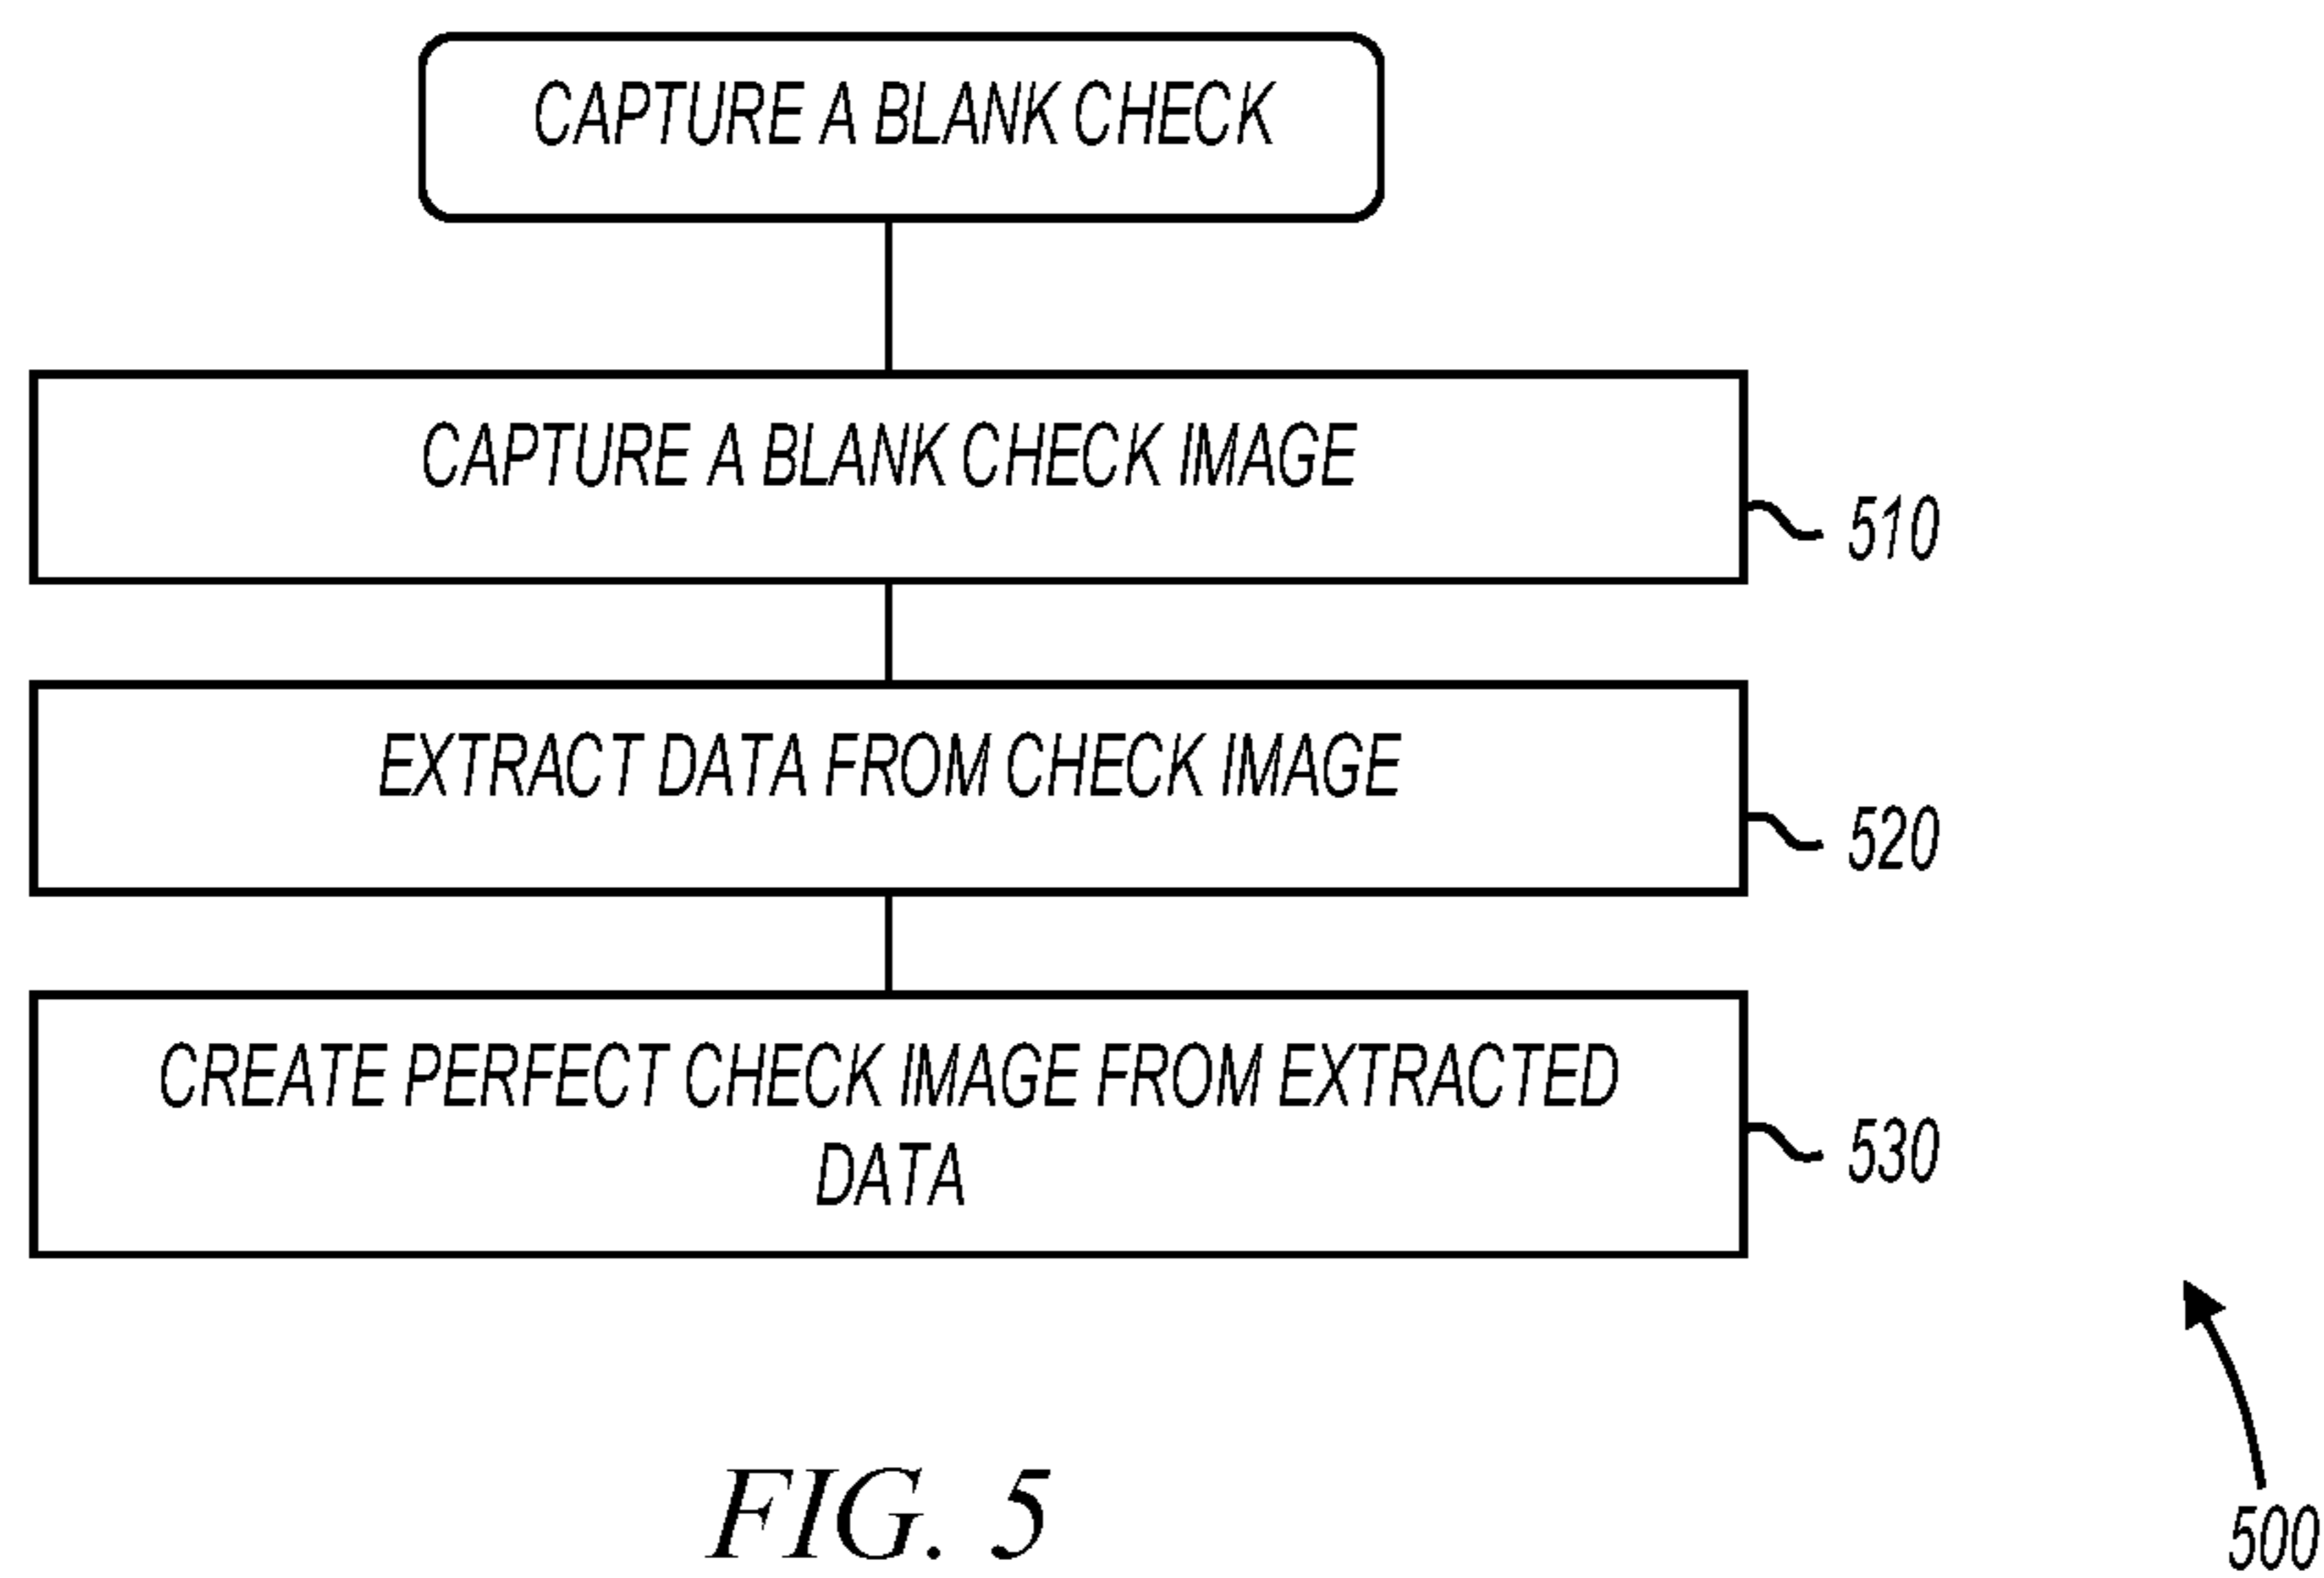 CAPTURE A BLANK CHECK
CAPTURE A BLANK CHECK IMAGE
510
EXTRACT DATA FROM CHECK IMAGE
520
CREATE PERFECT CHECK IMAGE FROM EXTRACTED
DATA
530
FIG. 5
500